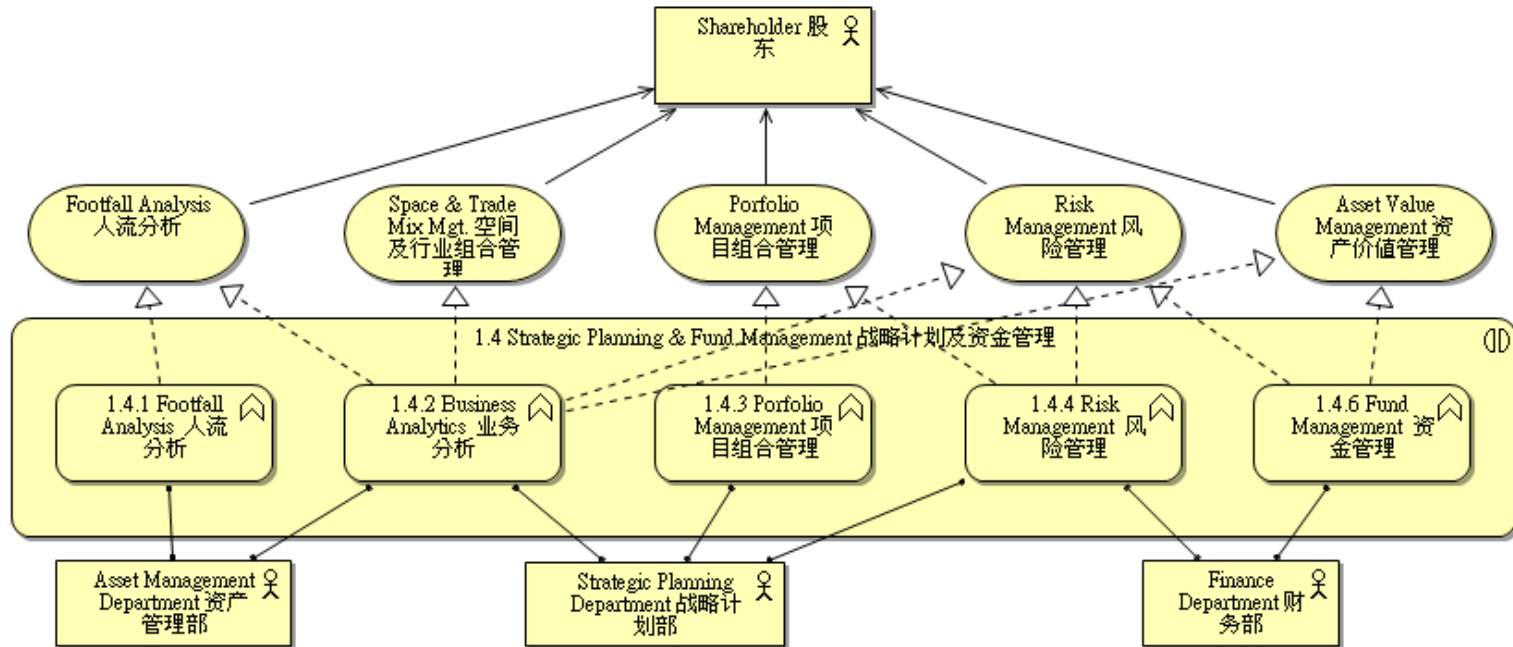 Shareholder 股
东
Footfall Analysis
人流分析
Space & Trade
Mix Mgt. 空间
及行业组合管
理
Porfolio
Management 项
目组合管理
Risk
Management 风
险管理
Asset Value
Management 资
产价值管理
1.4 Strategic Planning & Fund Management 战略计划及资金管理
1.4.1 Footfall
Analysis 人流
分析
1.4.2 Business
Analytics 业务
分析
1.4.3 Porfolio
Management 项
目组合管理
1.4.4 Risk
Management 风
险管理
1.4.6 Fund
Management 资
金管理
Asset Management
Department 资产
管理部
Strategic Planning
Department 战略计
划部
Finance
Department 财
务部